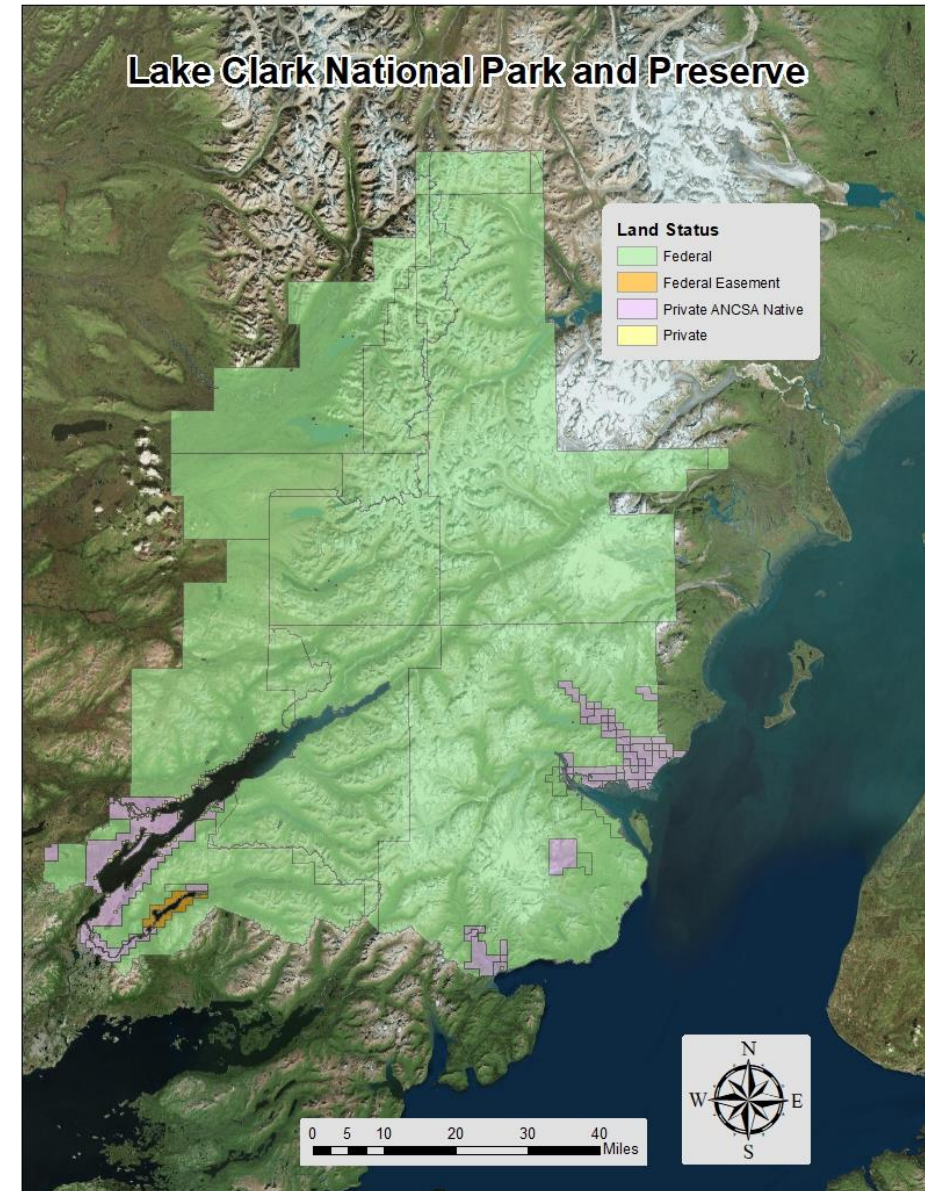 Lake Clark National Park and Preserve
Land Status
Federal
Federal Easement
Private ANCSA Native
Private
N
W E
S
0 5 10 20 30 40
Miles